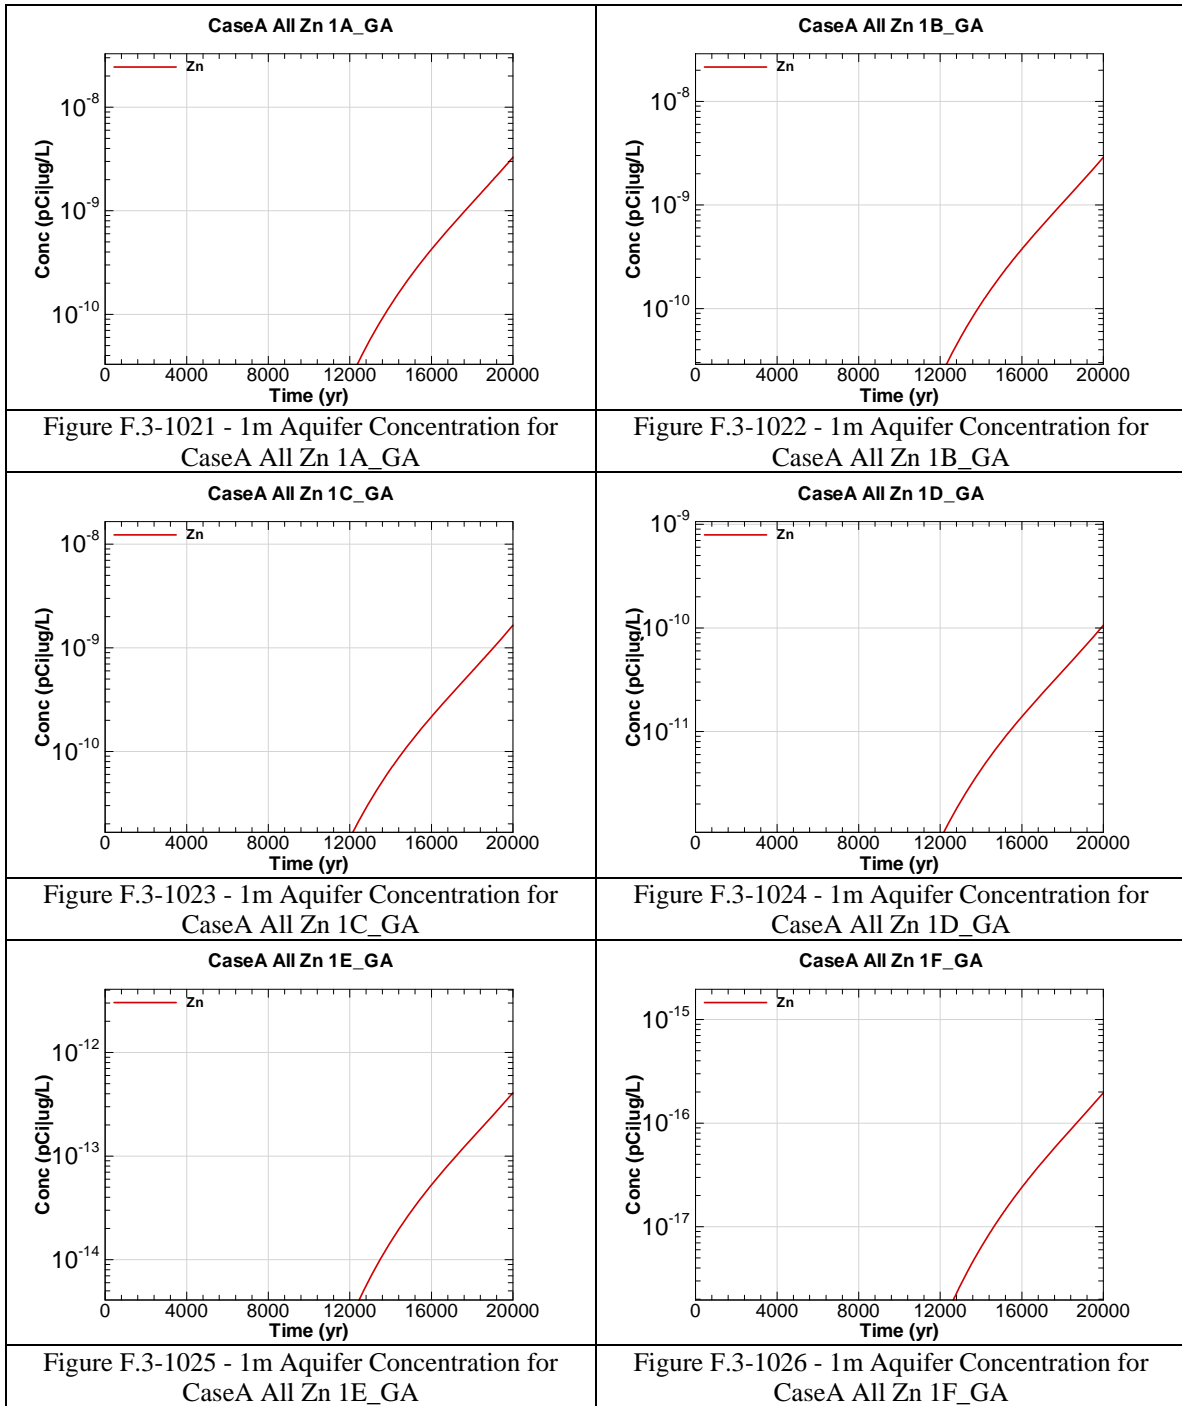 CaseA All Zn 1A_GA
Zn
10-8
10-9
10-10
Conc (pCi|ug/L)
0 4000 8000 12000 16000 20000
Time (yr)
Figure F.3-1021 - 1m Aquifer Concentration for
CaseA All Zn 1A_GA
CaseA All Zn 1B_GA
Zn
10-8
10-9
10-10
Conc (pCi|ug/L)
0 4000 8000 12000 16000 20000
Time (yr)
Figure F.3-1022 - 1m Aquifer Concentration for
CaseA All Zn 1B_GA
CaseA All Zn 1C_GA
Zn
10-8
10-9
10-10
Conc (pCi|ug/L)
0 4000 8000 12000 16000 20000
Time (yr)
Figure F.3-1023 - 1m Aquifer Concentration for
CaseA All Zn 1C_GA
CaseA All Zn 1D_GA
Zn
10-9
10-10
10-11
Conc (pCi|ug/L)
0 4000 8000 12000 16000 20000
Time (yr)
Figure F.3-1024 - 1m Aquifer Concentration for
CaseA All Zn 1D_GA
CaseA All Zn 1E_GA
Zn
10-12
10-13
10-14
Conc (pCi|ug/L)
0 4000 8000 12000 16000 20000
Time (yr)
Figure F.3-1025 - 1m Aquifer Concentration for
CaseA All Zn 1E_GA
CaseA All Zn 1F_GA
Zn
10-15
10-16
10-17
Conc (pCi|ug/L)
0 4000 8000 12000 16000 20000
Time (yr)
Figure F.3-1026 - 1m Aquifer Concentration for
CaseA All Zn 1F_GA